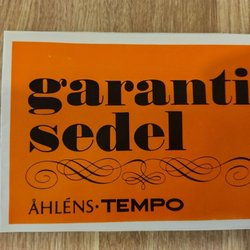 garanti
sedel
ÅHLÉNS · TEMPO